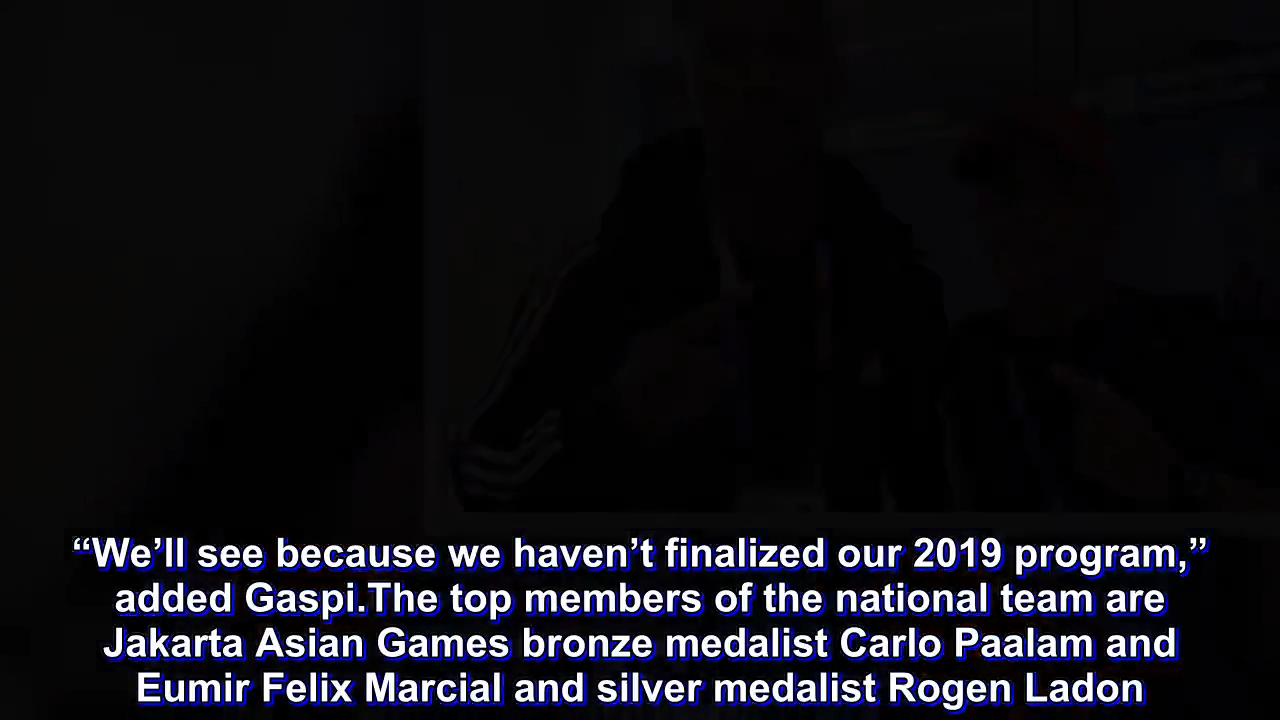 “We’ll see because we haven’t finalized our 2019 program,”
added Gaspi.The top members of the national team are
Jakarta Asian Games bronze medalist Carlo Paalam and
Eumir Felix Marcial and silver medalist Rogen Ladon